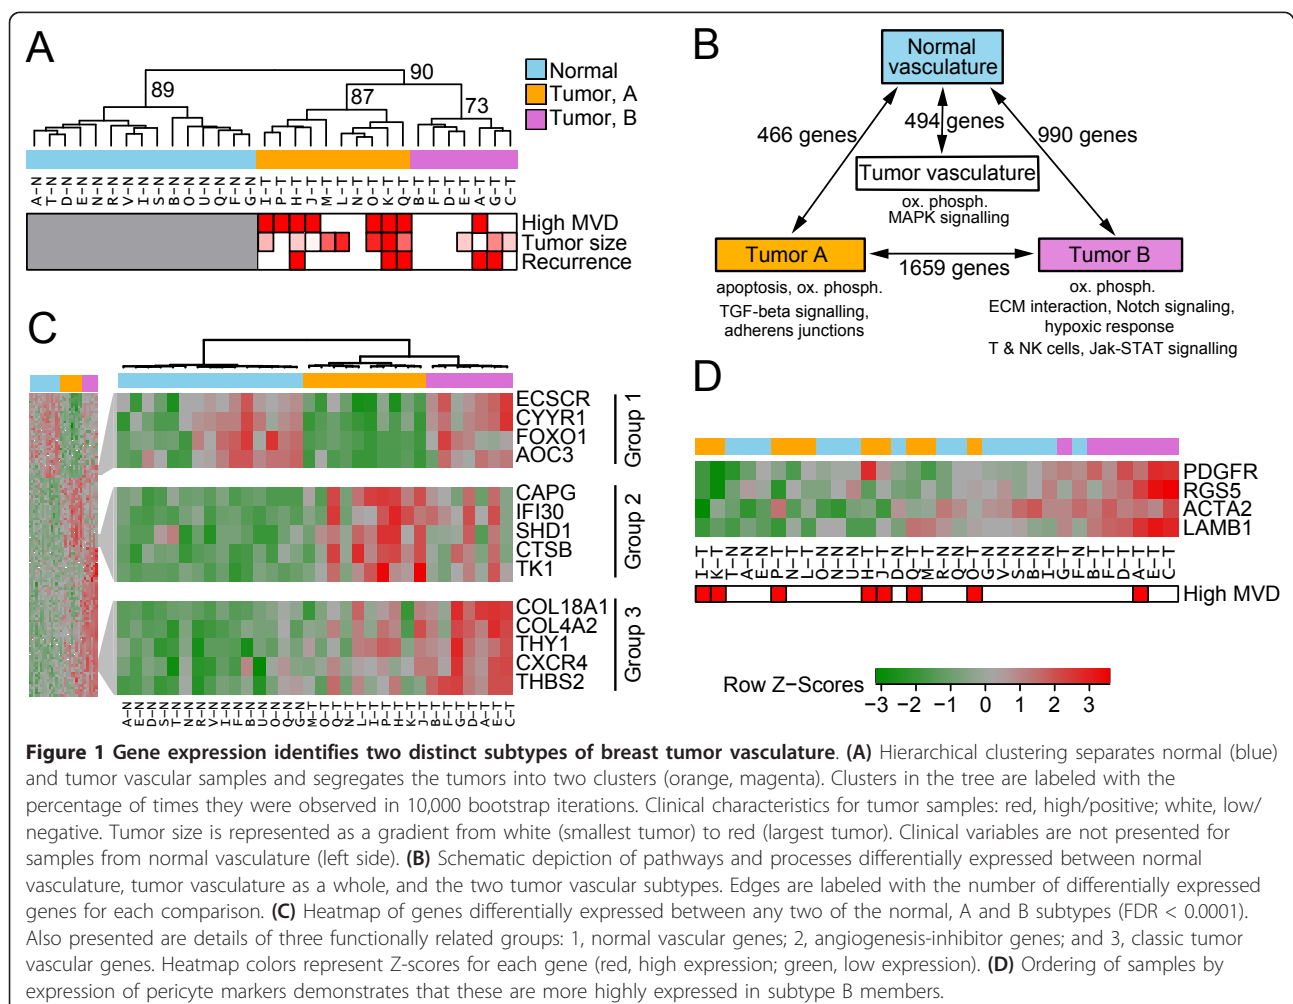 A
89
90
87
73
Normal
Tumor, A
Tumor, B
A-N T-N D-N E-N N-N R-N V-N I-N S-N B-N O-N U-N Q-N F-N G-N I-T P-T H-T J-T M-T L-T N-T O-T K-T Q-T B-T F-T D-T E-T A-T G-T C-T
High MVD
Tumor size
Recurrence
B
Normal
vasculature
466 genes
494 genes
990 genes
Tumor vasculature
ox. phosph.
MAPK signalling
Tumor A
1659 genes
Tumor B
apoptosis, ox. phosph.
TGF-beta signalling,
adherens junctions
ox. phosph.
ECM interaction, Notch signaling,
hypoxic response
T & NK cells, Jak-STAT signalling
C
ECSCR
CYYR1
FOXO1
AOC3
Group 1
CAPG
IFI30
SHD1
CTSB
TK1
Group 2
COL18A1
COL4A2
THY1
CXCR4
THBS2
Group 3
A-N E-N D-N S-N T-N N-N R-N V-N I-N F-N B-N U-N O-N Q-N G-N M-T O-T Q-T N-T L-T I-T P-T H-T K-T J-T B-T F-T G-T D-T A-T E-T C-T
D
PDGFR
RGS5
ACTA2
LAMB1
I-T K-T T-N A-N E-N P-T N-T L-T O-N N-N U-N H-T J-T D-N Q-T M-T R-N Q-N O-T G-N V-N S-N B-N I-N G-T F-N B-T F-T D-T A-T E-T C-T
High MVD
Row Z-Scores
-3 -2 -1 0 1 2 3
Figure 1 Gene expression identifies two distinct subtypes of breast tumor vasculature. (A) Hierarchical clustering separates normal (blue)
and tumor vascular samples and segregates the tumors into two clusters (orange, magenta). Clusters in the tree are labeled with the
percentage of times they were observed in 10,000 bootstrap iterations. Clinical characteristics for tumor samples: red, high/positive; white, low/
negative. Tumor size is represented as a gradient from white (smallest tumor) to red (largest tumor). Clinical variables are not presented for
samples from normal vasculature (left side). (B) Schematic depiction of pathways and processes differentially expressed between normal
vasculature, tumor vasculature as a whole, and the two tumor vascular subtypes. Edges are labeled with the number of differentially expressed
genes for each comparison. (C) Heatmap of genes differentially expressed between any two of the normal, A and B subtypes (FDR < 0.0001).
Also presented are details of three functionally related groups: 1, normal vascular genes; 2, angiogenesis-inhibitor genes; and 3, classic tumor
vascular genes. Heatmap colors represent Z-scores for each gene (red, high expression; green, low expression). (D) Ordering of samples by
expression of pericyte markers demonstrates that these are more highly expressed in subtype B members.